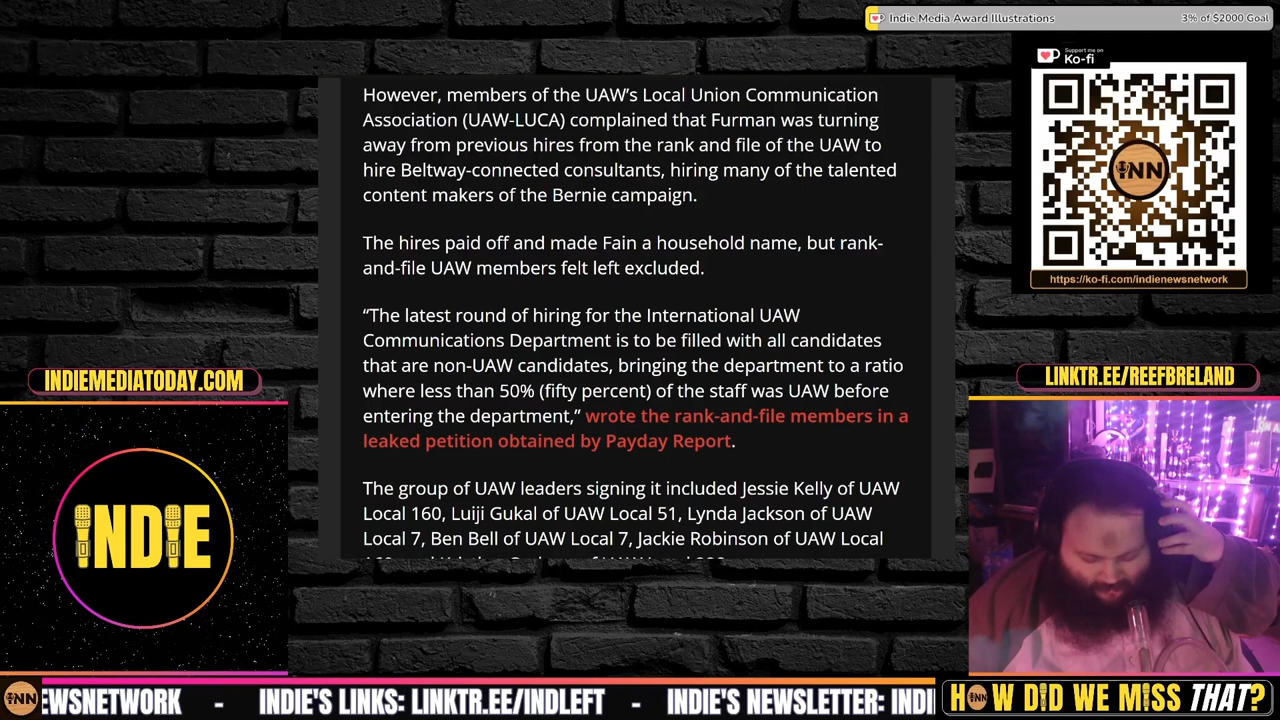 Indie Media Award Illustrations
3% of $2000 Goal
Support me on
Ko-fi
iNN
https://ko-fi.com/indienewsnetwork
However, members of the UAW’s Local Union Communication
Association (UAW-LUCA) complained that Furman was turning
away from previous hires from the rank and file of the UAW to
hire Beltway-connected consultants, hiring many of the talented
content makers of the Bernie campaign.
The hires paid off and made Fain a household name, but rank-
and-file UAW members felt left excluded.
“The latest round of hiring for the International UAW
Communications Department is to be filled with all candidates
that are non-UAW candidates, bringing the department to a ratio
where less than 50% (fifty percent) of the staff was UAW before
entering the department,” wrote the rank-and-file members in a
leaked petition obtained by Payday Report.
The group of UAW leaders signing it included Jessie Kelly of UAW
Local 160, Luiji Gukal of UAW Local 51, Lynda Jackson of UAW
Local 7, Ben Bell of UAW Local 7, Jackie Robinson of UAW Local
INDIEMEDIATODAY.COM
LINKTR.EE/REEFBRELAND
INDIE
iNN
EWSNETWORK - INDIE'S LINKS: LINKTR.EE/INDLEFT - INDIE'S NEWSLETTER: INDI
HOW DID WE MISS THAT?